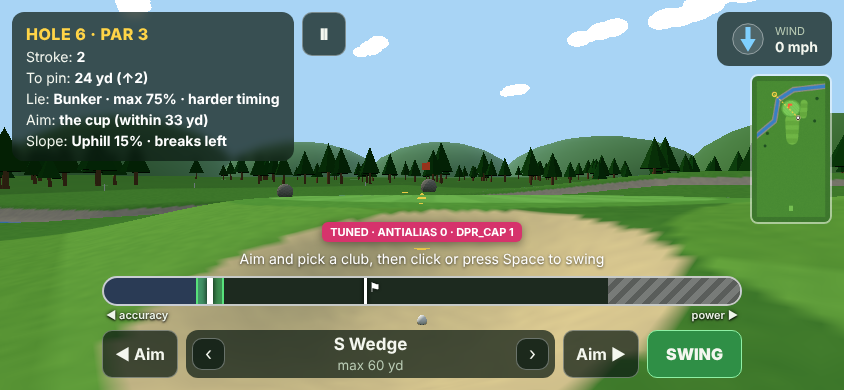 HOLE 6 · PAR 3
Stroke: 2
To pin: 24 yd (↑2)
Lie: Bunker · max 75% · harder timing
Aim: the cup (within 33 yd)
Slope: Uphill 15% · breaks left
WIND
0 mph
TUNED · ANTIALIAS 0 · DPR_CAP 1
Aim and pick a club, then click or press Space to swing
◀ accuracy
power ▶
◀ Aim
‹
S Wedge
max 60 yd
›
Aim ▶
SWING